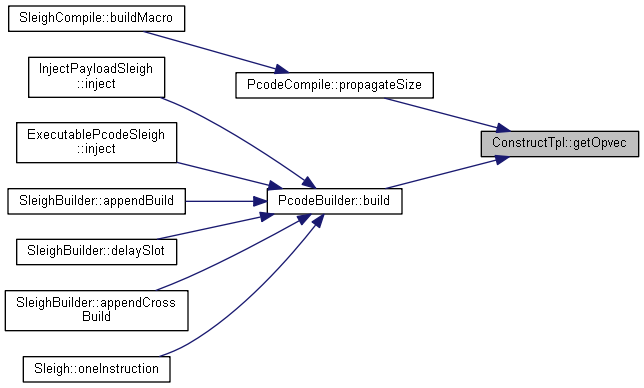 SleighCompile::buildMacro
InjectPayloadSleigh
::inject
PcodeCompile::propagateSize
ExecutablePcodeSleigh
::inject
ConstructTpl::getOpvec
SleighBuilder::appendBuild
PcodeBuilder::build
SleighBuilder::delaySlot
SleighBuilder::appendCross
Build
Sleigh::oneInstruction